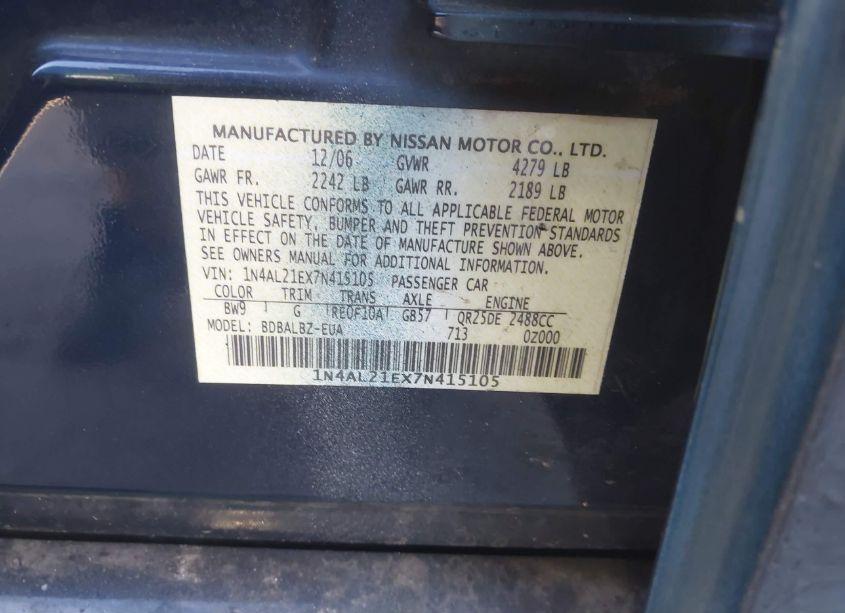 MANUFACTURED BY NISSAN MOTOR CO., LTD.
DATE 12/06 GVWR 4279 LB
GAWR FR. 2242 LB GAWR RR. 2189 LB
THIS VEHICLE CONFORMS TO ALL APPLICABLE FEDERAL MOTOR
VEHICLE SAFETY, BUMPER AND THEFT PREVENTION STANDARDS
IN EFFECT ON THE DATE OF MANUFACTURE SHOWN ABOVE.
SEE OWNERS MANUAL FOR ADDITIONAL INFORMATION.
VIN: 1N4AL21EX7N415105 PASSENGER CAR
COLOR TRIM TRANS AXLE ENGINE
BW9 G RE0F10A GB57 QR25DE 2488CC
MODEL: BDBALBZ-EUA 713 0Z000
1N4AL21EX7N415105